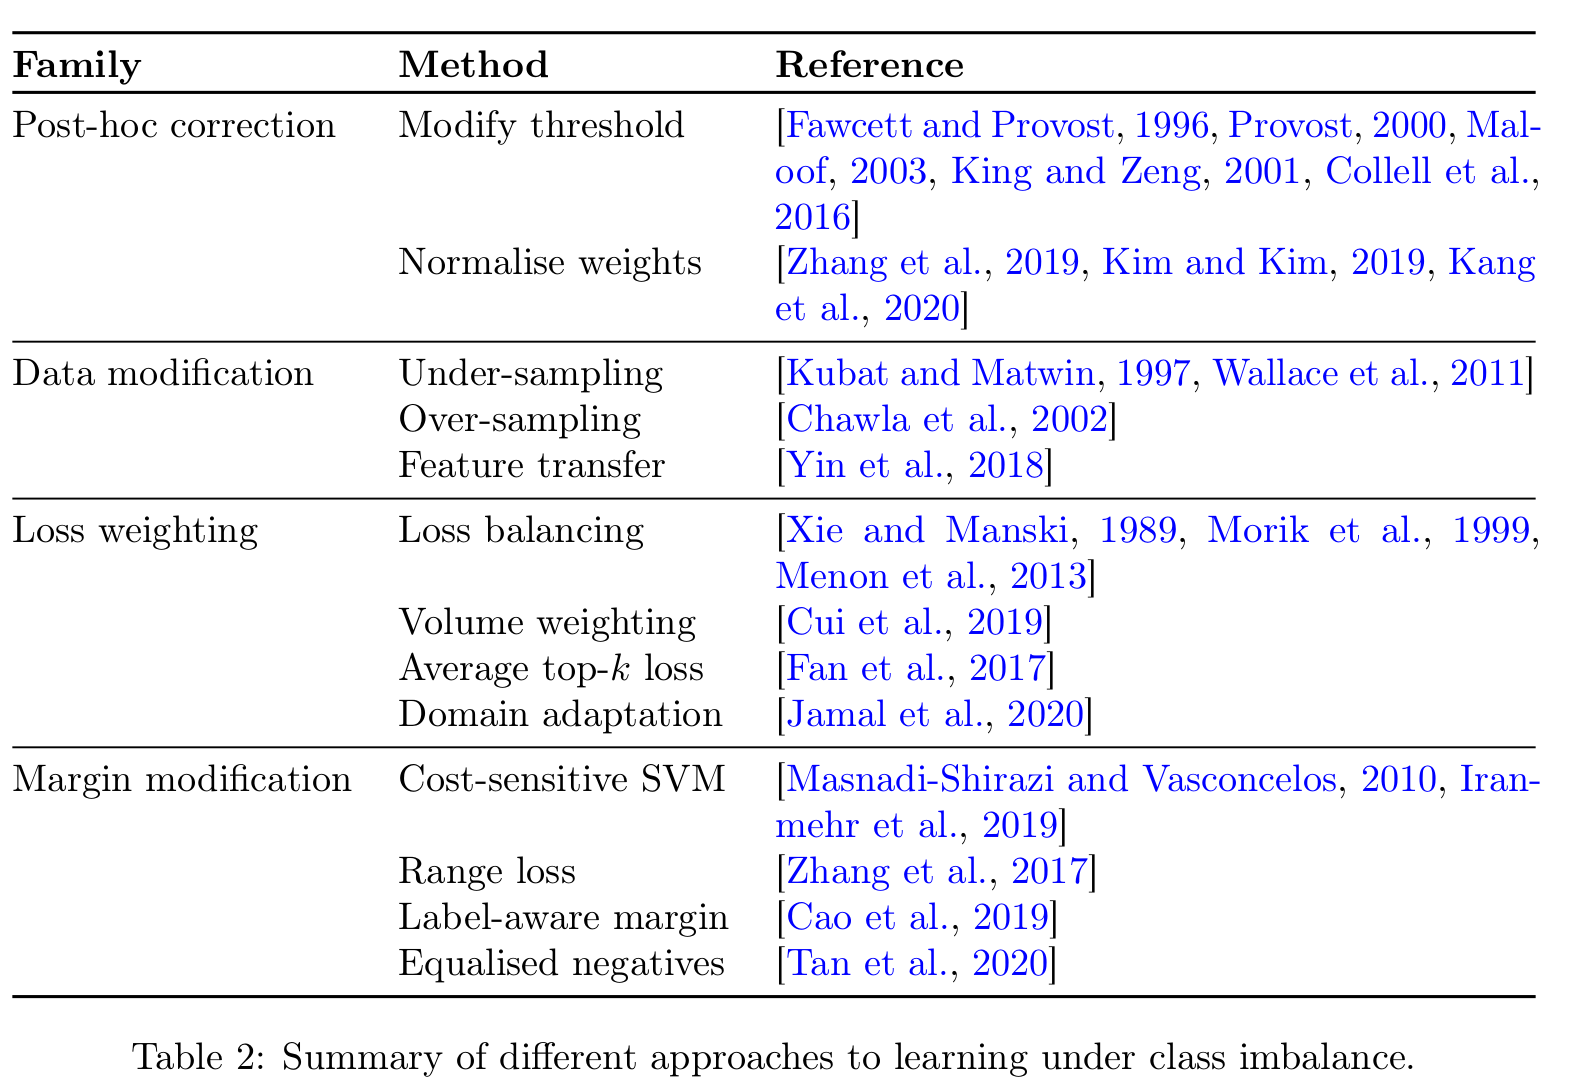 Family Method Reference
Post-hoc correction Modify threshold [Fawcett and Provost, 1996, Provost, 2000, Mal-
oof, 2003, King and Zeng, 2001, Collell et al.,
2016]
Normalise weights [Zhang et al., 2019, Kim and Kim, 2019, Kang
et al., 2020]
Data modification Under-sampling [Kubat and Matwin, 1997, Wallace et al., 2011]
Over-sampling [Chawla et al., 2002]
Feature transfer [Yin et al., 2018]
Loss weighting Loss balancing [Xie and Manski, 1989, Morik et al., 1999,
Menon et al., 2013]
Volume weighting [Cui et al., 2019]
Average top-k loss [Fan et al., 2017]
Domain adaptation [Jamal et al., 2020]
Margin modification Cost-sensitive SVM [Masnadi-Shirazi and Vasconcelos, 2010, Iran-
mehr et al., 2019]
Range loss [Zhang et al., 2017]
Label-aware margin [Cao et al., 2019]
Equalised negatives [Tan et al., 2020]
Table 2: Summary of different approaches to learning under class imbalance.